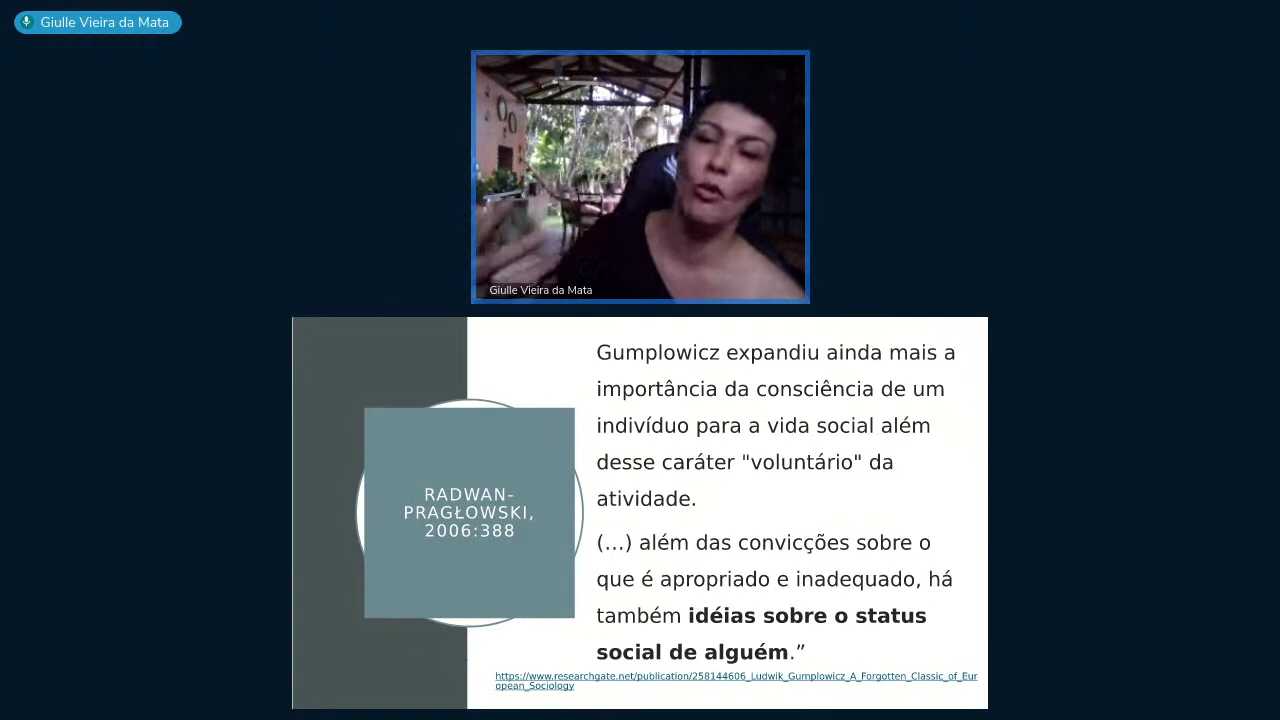 Giulle Vieira da Mata
Giulle Vieira da Mata
RADWAN-
PRAGŁOWSKI,
2006:388
Gumplowicz expandiu ainda mais a
importância da consciência de um
indivíduo para a vida social além
desse caráter "voluntário" da
atividade.
(...) além das convicções sobre o
que é apropriado e inadequado, há
também idéias sobre o status
social de alguém.”
https://www.researchgate.net/publication/258144606_Ludwik_Gumplowicz_A_Forgotten_Classic_of_Eur
opean_Sociology